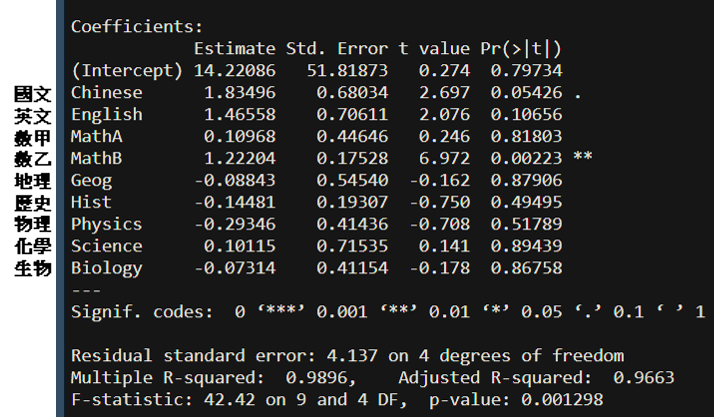 Coefficients:
Estimate Std. Error t value Pr(>|t|)
(Intercept) 14.22086 51.81873 0.274 0.79734
國文 Chinese 1.83496 0.68034 2.697 0.05426 .
英文 English 1.46558 0.70611 2.076 0.10656
數甲 MathA 0.10968 0.44646 0.246 0.81803
數乙 MathB 1.22204 0.17528 6.972 0.00223 **
地理 Geog -0.08843 0.54540 -0.162 0.87906
歷史 Hist -0.14481 0.19307 -0.750 0.49495
物理 Physics -0.29346 0.41436 -0.708 0.51789
化學 Science 0.10115 0.71535 0.141 0.89439
生物 Biology -0.07314 0.41154 -0.178 0.86758
---
Signif. codes: 0 ‘***’ 0.001 ‘**’ 0.01 ‘*’ 0.05 ‘.’ 0.1 ‘ ’ 1
Residual standard error: 4.137 on 4 degrees of freedom
Multiple R-squared: 0.9896, Adjusted R-squared: 0.9663
F-statistic: 42.42 on 9 and 4 DF, p-value: 0.001298